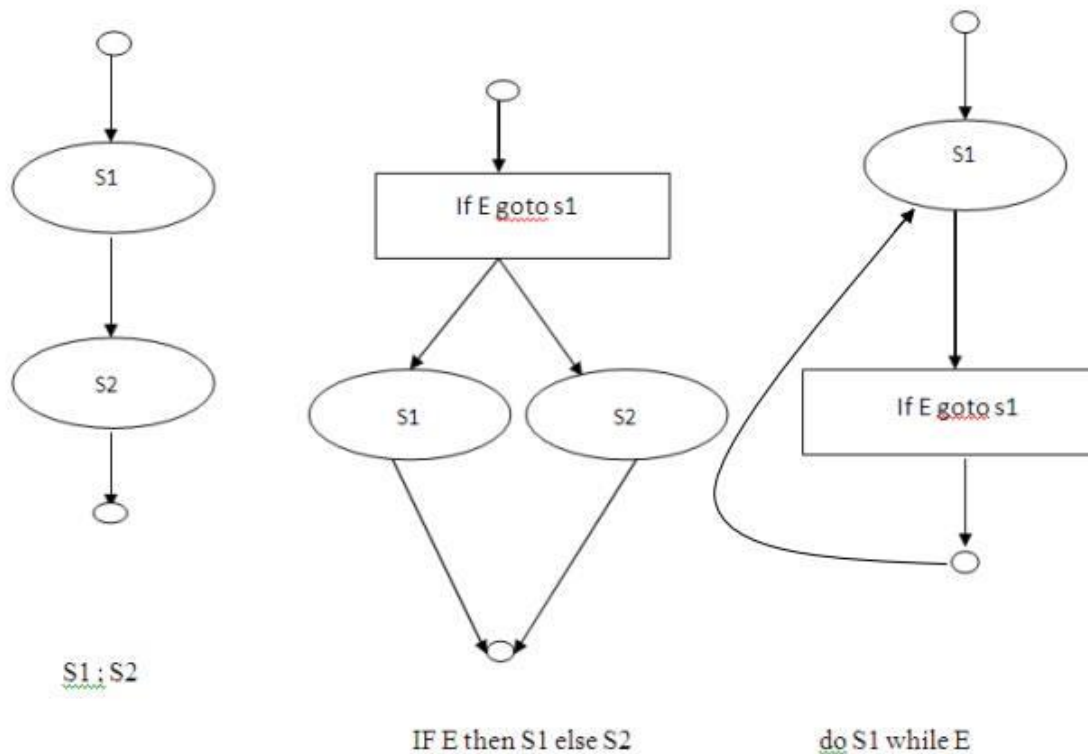 S1
S2
S1 ; S2
If E goto s1
S1
S2
IF E then S1 else S2
S1
If E goto s1
do S1 while E